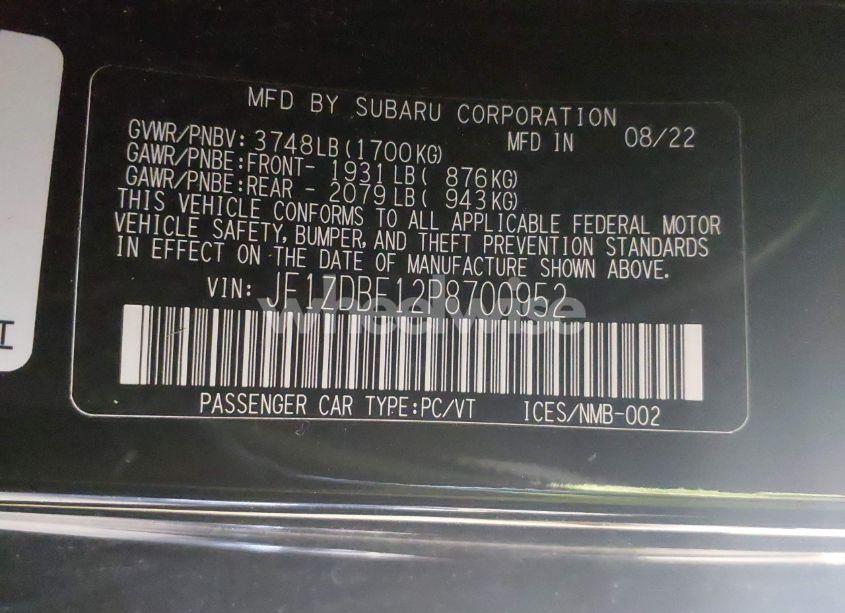 MFD BY SUBARU CORPORATION
GVWR/PNBV: 3748LB(1700KG) MFD IN 08/22
GAWR/PNBE:FRONT- 1931LB( 876KG)
GAWR/PNBE:REAR - 2079LB( 943KG)
THIS VEHICLE CONFORMS TO ALL APPLICABLE FEDERAL MOTOR
VEHICLE SAFETY, BUMPER, AND THEFT PREVENTION STANDARDS
IN EFFECT ON THE DATE OF MANUFACTURE SHOWN ABOVE.
VIN: JF1ZDBE12P8700952
wheelwise
PASSENGER CAR TYPE:PC/VT ICES/NMB-002